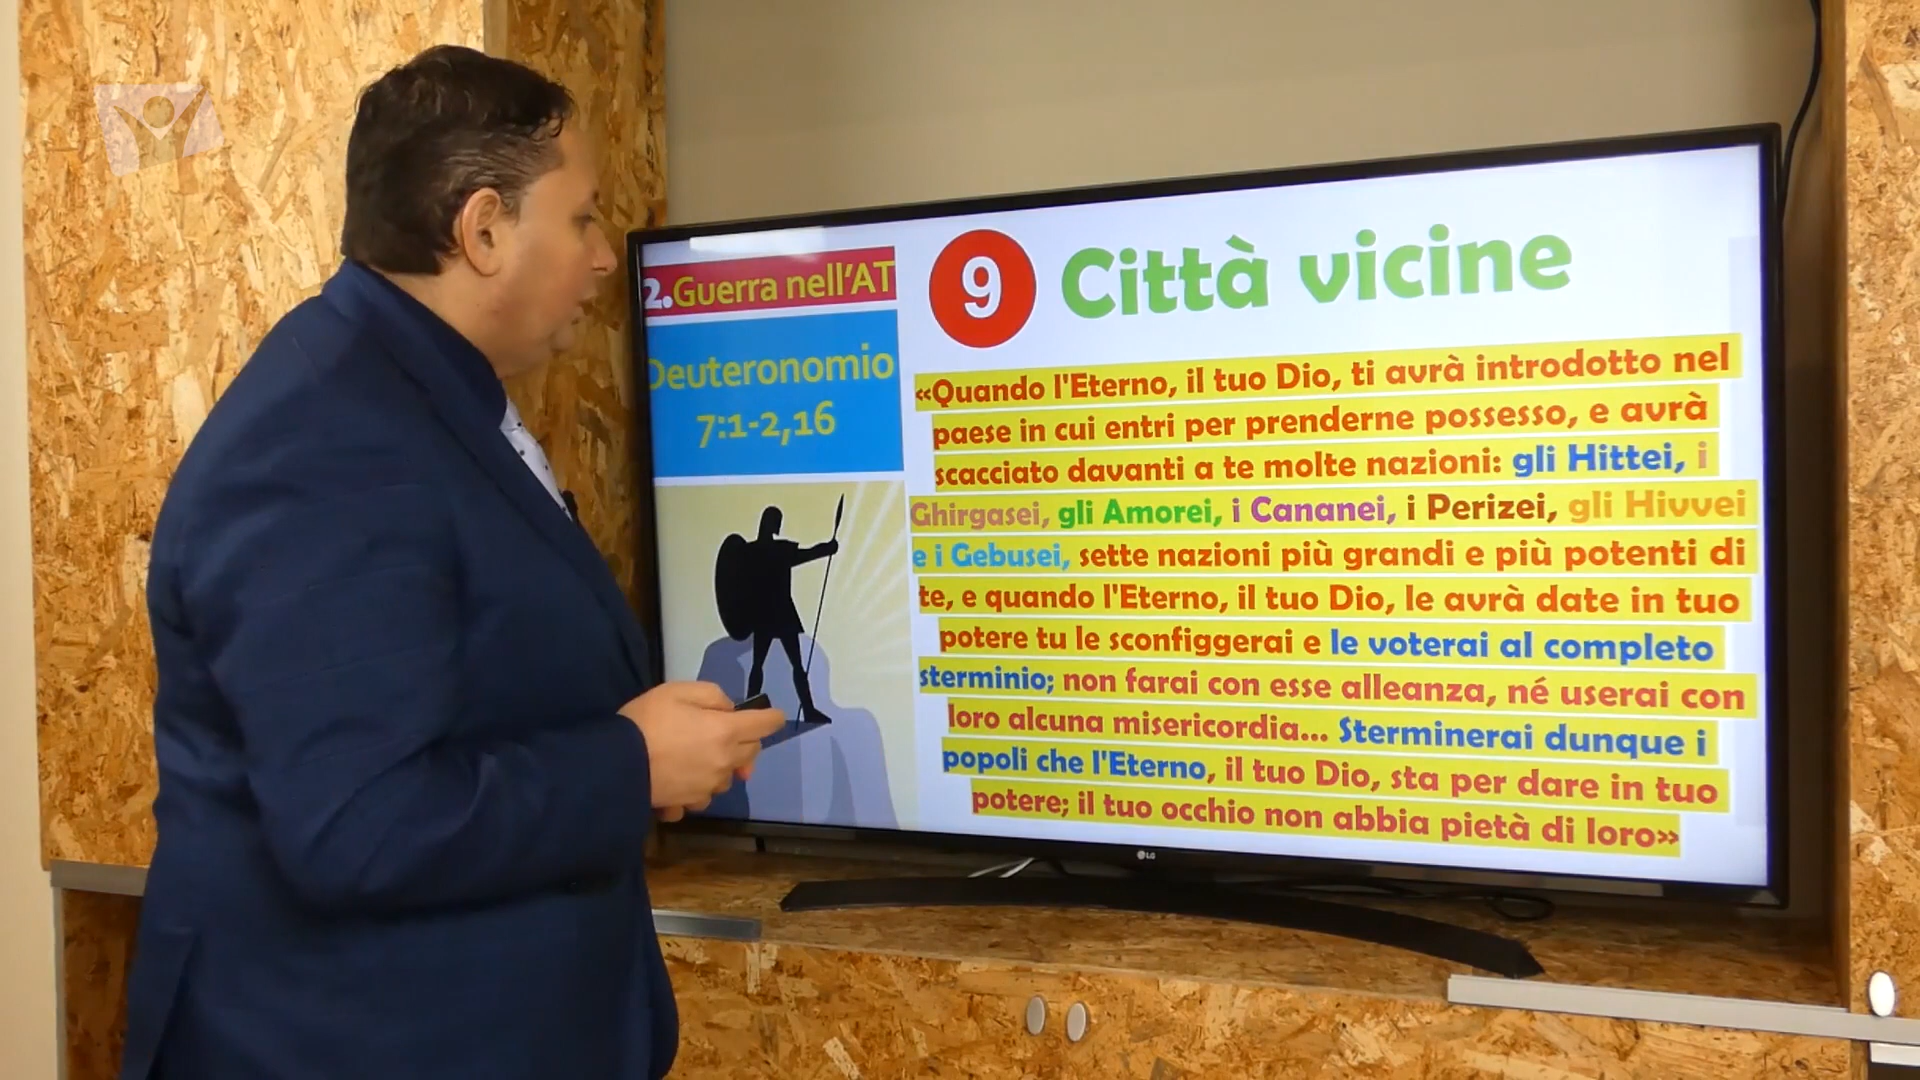 2.Guerra nell'AT
Deuteronomio
7:1-2,16
9 Città vicine
«Quando l'Eterno, il tuo Dio, ti avrà introdotto nel
paese in cui entri per prenderne possesso, e avrà
scacciato davanti a te molte nazioni: gli Hittei, i
Ghirgasei, gli Amorei, i Cananei, i Perizei, gli Hivvei
e i Gebusei, sette nazioni più grandi e più potenti di
te, e quando l'Eterno, il tuo Dio, le avrà date in tuo
potere tu le sconfiggerai e le voterai al completo
sterminio; non farai con esse alleanza, né userai con
loro alcuna misericordia... Sterminerai dunque i
popoli che l'Eterno, il tuo Dio, sta per dare in tuo
potere; il tuo occhio non abbia pietà di loro»
LG